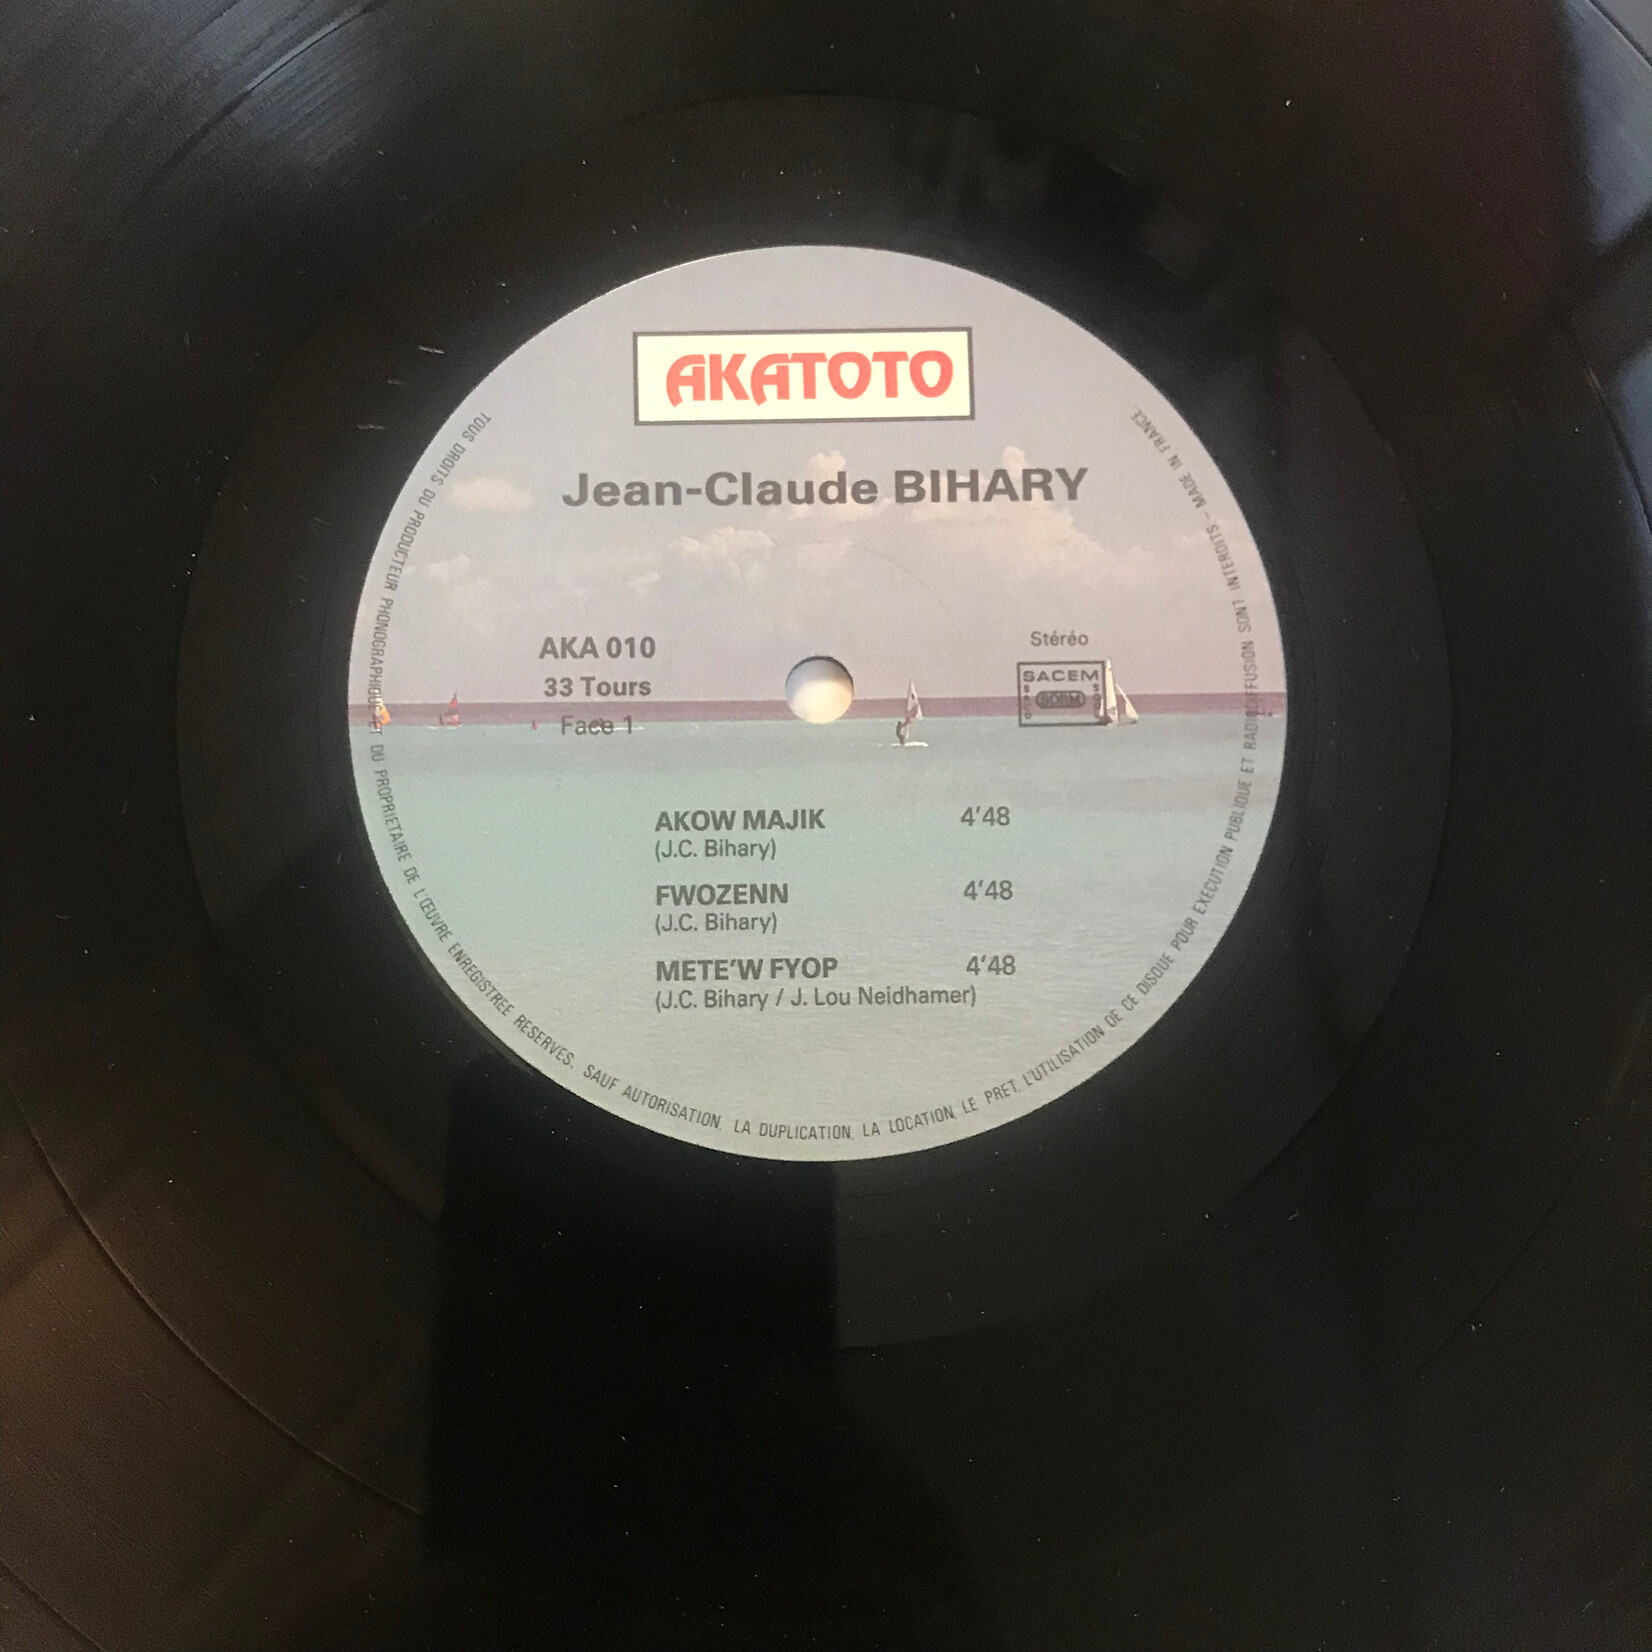 AKATOTO
Jean-Claude BIHARY
AKA 010
33 Tours
Face 1
Stéréo
SACEM
SDRM
AKOW MAJIK 4'48
(J.C. Bihary)
FWOZENN 4'48
(J.C. Bihary)
METE'W FYOP 4'48
(J.C. Bihary / J. Lou Neidhamer)
TOUS DROITS DU PRODUCTEUR PHONOGRAPHIQUE ET DU PROPRIETAIRE DE L'ŒUVRE ENREGISTREE RESERVES. SAUF AUTORISATION, LA DUPLICATION, LA LOCATION, LE PRET, L'UTILISATION DE CE DISQUE POUR EXECUTION PUBLIQUE ET RADIODIFFUSION SONT INTERDITS – MADE IN FRANCE.